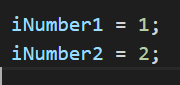 iNumber1 = 1;
iNumber2 = 2;